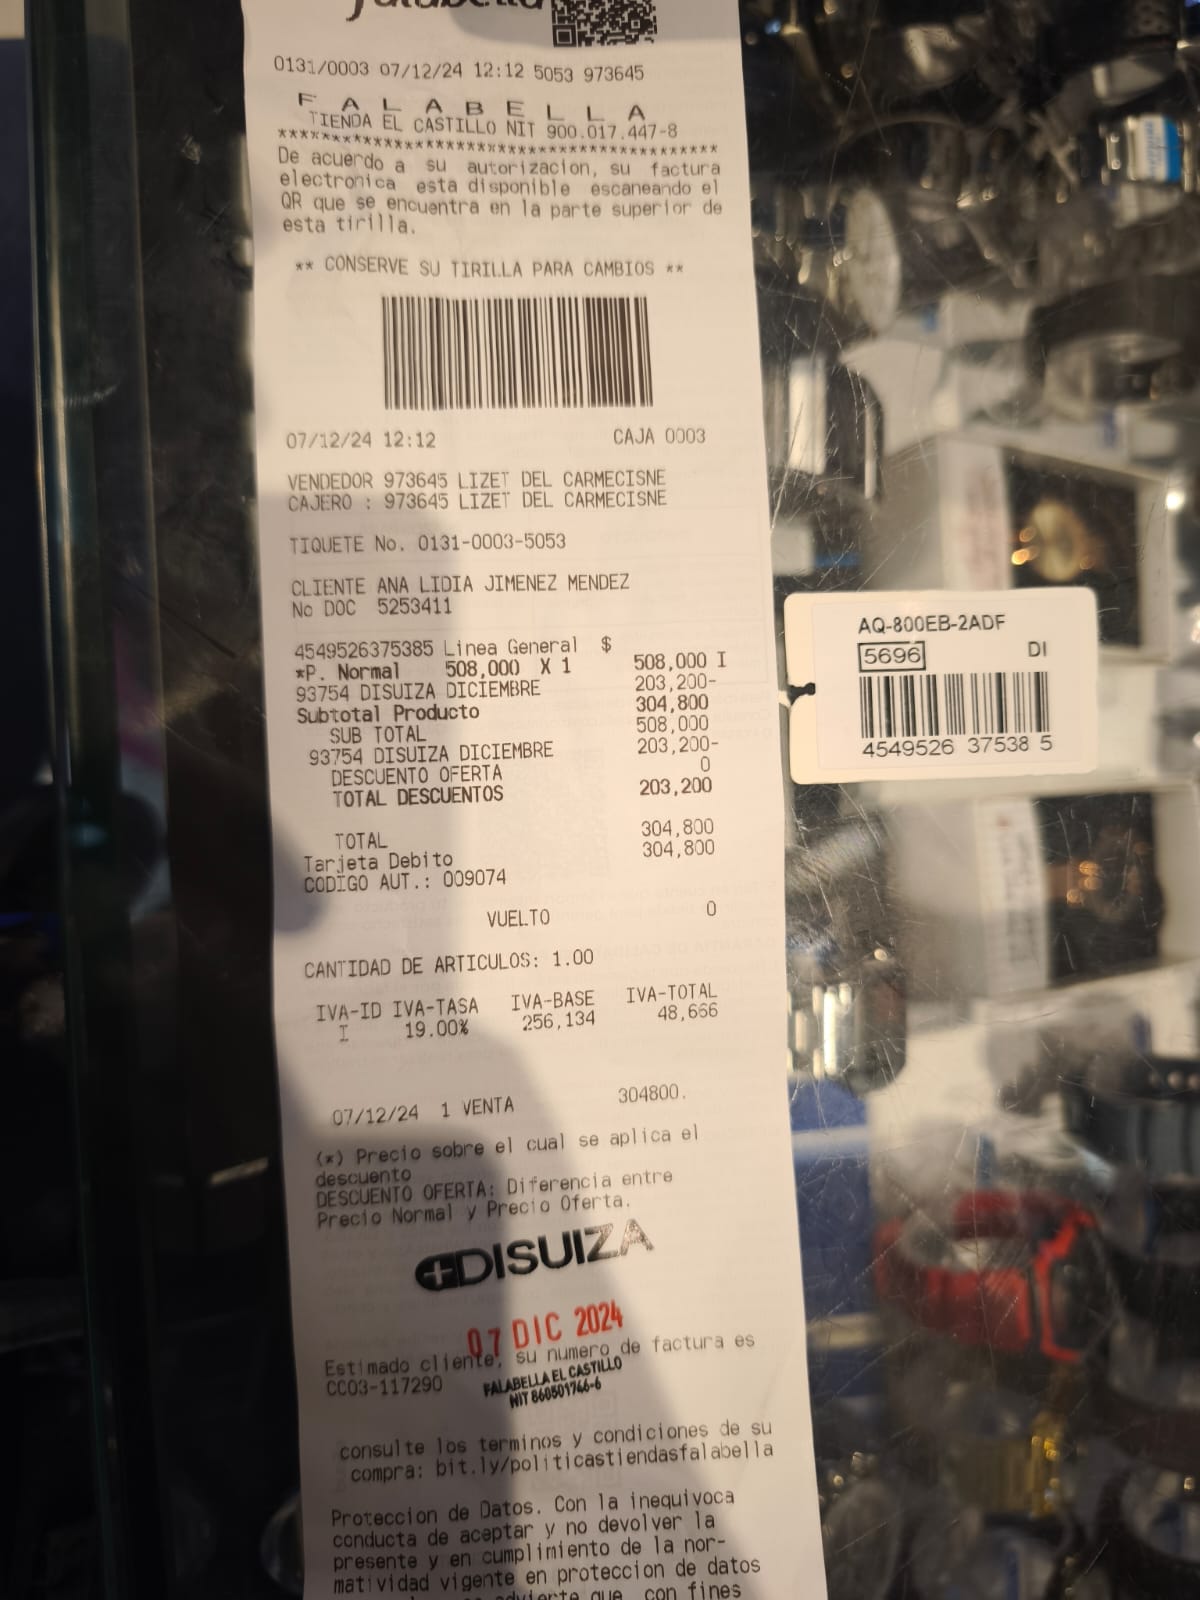 falabella
0131/0003 07/12/24 12:12 5053 973645
F A L A B E L L A
TIENDA EL CASTILLO NIT 900.017.447-8
*****************************************
De acuerdo a su autorizacion, su factura
electronica esta disponible escaneando el
QR que se encuentra en la parte superior de
esta tirilla.
** CONSERVE SU TIRILLA PARA CAMBIOS **
07/12/24 12:12 CAJA 0003
VENDEDOR 973645 LIZET DEL CARMECISNE
CAJERO : 973645 LIZET DEL CARMECISNE
TIQUETE No. 0131-0003-5053
CLIENTE ANA LIDIA JIMENEZ MENDEZ
No DOC 5253411
4549526375385 Linea General $
*P. Normal 508,000 X 1 508,000 I
93754 DISUIZA DICIEMBRE 203,200-
Subtotal Producto 304,800
SUB TOTAL 508,000
93754 DISUIZA DICIEMBRE 203,200-
DESCUENTO OFERTA 0
TOTAL DESCUENTOS 203,200
TOTAL 304,800
Tarjeta Debito 304,800
CODIGO AUT.: 009074
VUELTO 0
CANTIDAD DE ARTICULOS: 1.00
IVA-ID IVA-TASA IVA-BASE IVA-TOTAL
I 19.00% 256,134 48,666
07/12/24 1 VENTA 304800.
(*) Precio sobre el cual se aplica el
descuento
DESCUENTO OFERTA: Diferencia entre
Precio Normal y Precio Oferta.
DISUIZA
07 DIC 2024
Estimado cliente, su numero de factura es
CC03-117290
FALABELLA EL CASTILLO
NIT 860501766-6
consulte los terminos y condiciones de su
compra: bit.ly/politicastiendasfalabella
Proteccion de Datos. Con la inequivoca
conducta de aceptar y no devolver la
presente y en cumplimiento de la nor-
matividad vigente en proteccion de datos
advierte que con fines
AQ-800EB-2ADF
5696 DI
4549526 37538 5